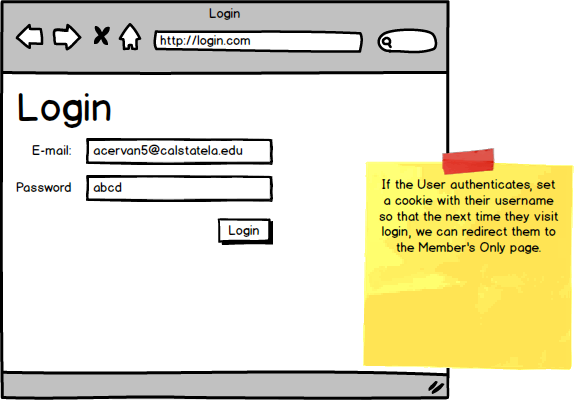 Login
http://login.com
Login
E-mail: acervan5@calstatela.edu
Password abcd
Login
If the User authenticates, set
a cookie with their username
so that the next time they visit
login, we can redirect them to
the Member's Only page.